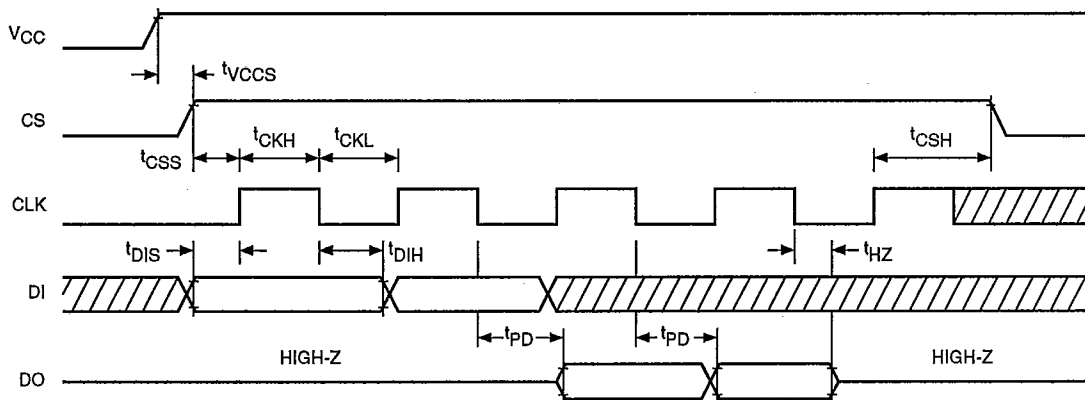 VCC
tVCCS
CS
tCSS
tCKH
tCKL
tCSH
CLK
tDIS
tDIH
tHZ
DI
tPD
tPD
HIGH-Z
HIGH-Z
DO